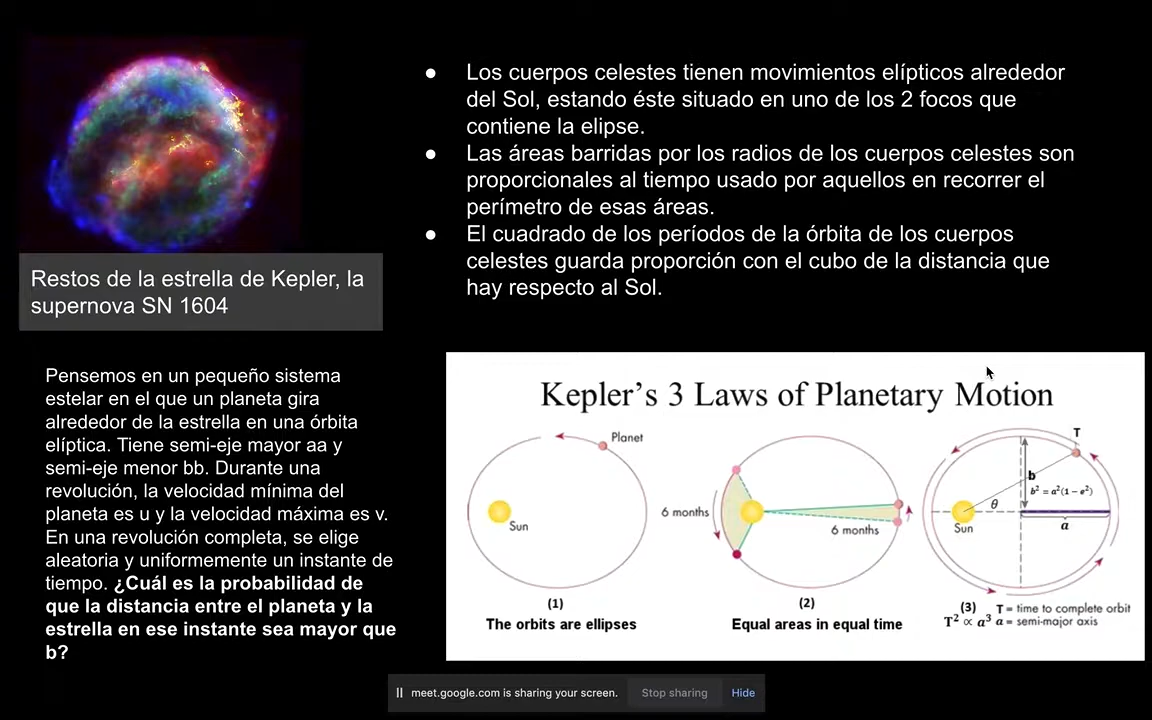 ● Los cuerpos celestes tienen movimientos elípticos alrededor
del Sol, estando éste situado en uno de los 2 focos que
contiene la elipse.
● Las áreas barridas por los radios de los cuerpos celestes son
proporcionales al tiempo usado por aquellos en recorrer el
perímetro de esas áreas.
● El cuadrado de los períodos de la órbita de los cuerpos
celestes guarda proporción con el cubo de la distancia que
hay respecto al Sol.
Restos de la estrella de Kepler, la
supernova SN 1604
Pensemos en un pequeño sistema
estelar en el que un planeta gira
alrededor de la estrella en una órbita
elíptica. Tiene semi-eje mayor aa y
semi-eje menor bb. Durante una
revolución, la velocidad mínima del
planeta es u y la velocidad máxima es v.
En una revolución completa, se elige
aleatoria y uniformemente un instante de
tiempo. ¿Cuál es la probabilidad de
que la distancia entre el planeta y la
estrella en ese instante sea mayor que
b?
Kepler's 3 Laws of Planetary Motion
Planet
Sun
(1)
The orbits are ellipses
6 months
6 months
(2)
Equal areas in equal time
T
b
b² = a²(1 − e²)
θ
Sun
a
(3) T = time to complete orbit
T² ∝ a³ a = semi-major axis
meet.google.com is sharing your screen. Stop sharing Hide